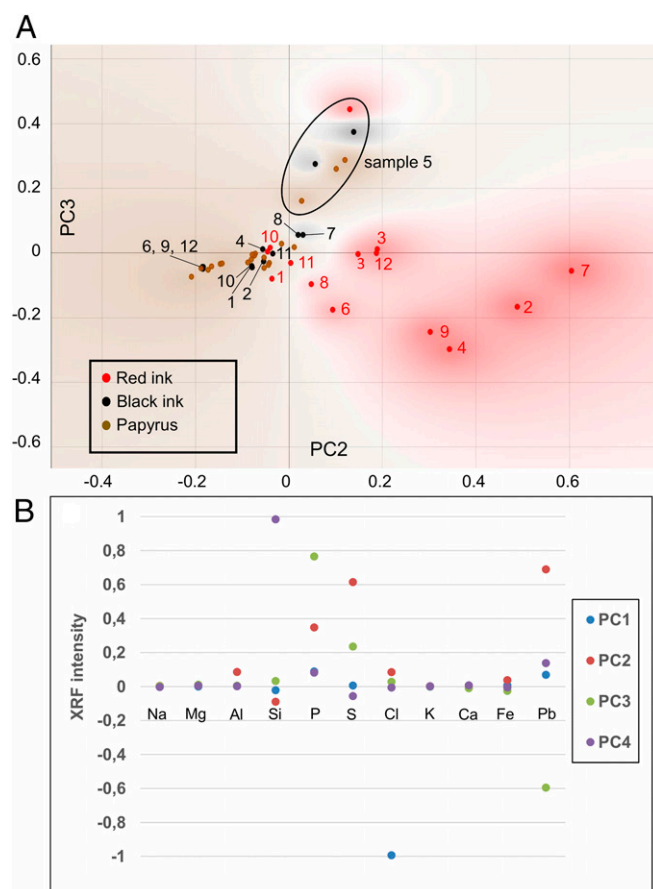 A
0.6
0.4
0.2
0
-0.2
-0.4
-0.6
PC3
sample 5
8
7
4
10
3
6, 9, 12
11
11
3
12
10
1
2
1
8
6
7
2
9
4
Red ink
Black ink
Papyrus
PC2
-0.4
-0.2
0
0.2
0.4
0.6
B
1
0,8
0,6
0,4
0,2
0
-0,2
-0,4
-0,6
-0,8
-1
XRF intensity
Na Mg Al Si P S Cl K Ca Fe Pb
PC1
PC2
PC3
PC4